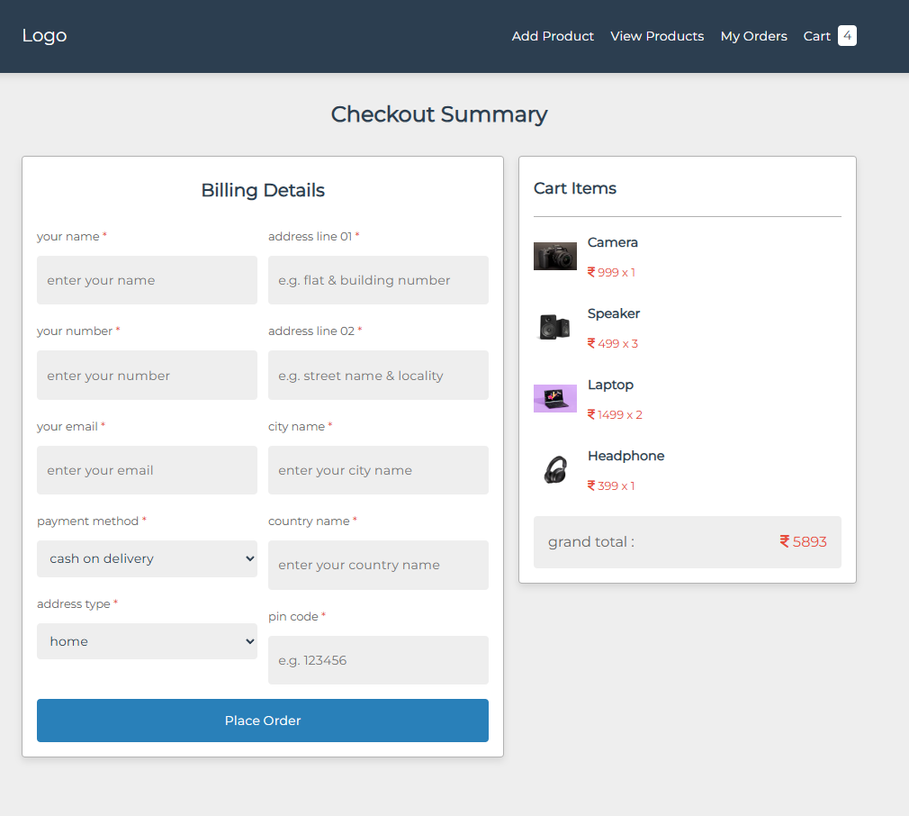 Logo
Add Product View Products My Orders Cart 4
Checkout Summary
Billing Details
your name *
enter your name
your number *
enter your number
your email *
enter your email
payment method *
cash on delivery
address type *
home
address line 01 *
e.g. flat & building number
address line 02 *
e.g. street name & locality
city name *
enter your city name
country name *
enter your country name
pin code *
e.g. 123456
Place Order
Cart Items
Camera
₹ 999 x 1
Speaker
₹ 499 x 3
Laptop
₹ 1499 x 2
Headphone
₹ 399 x 1
grand total : ₹ 5893